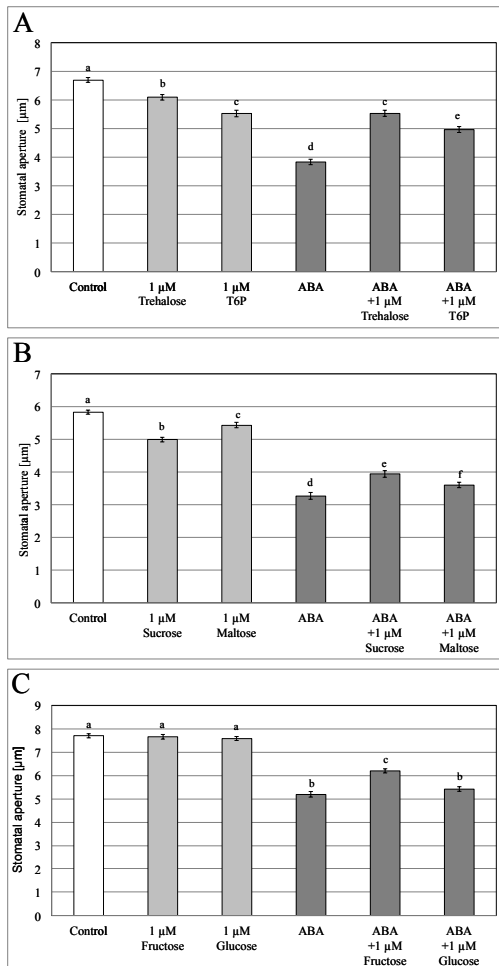 A
Stomatal aperture [µm]
8
7
6
5
4
3
2
1
0
a
b
c
d
c
e
Control
1 µM
Trehalose
1 µM
T6P
ABA
ABA
+1 µM
Trehalose
ABA
+1 µM
T6P
B
Stomatal aperture [µm]
7
6
5
4
3
2
1
0
a
b
c
d
e
f
Control
1 µM
Sucrose
1 µM
Maltose
ABA
ABA
+1 µM
Sucrose
ABA
+1 µM
Maltose
C
Stomatal aperture [µm]
9
8
7
6
5
4
3
2
1
0
a
a
a
b
c
b
Control
1 µM
Fructose
1 µM
Glucose
ABA
ABA
+1 µM
Fructose
ABA
+1 µM
Glucose